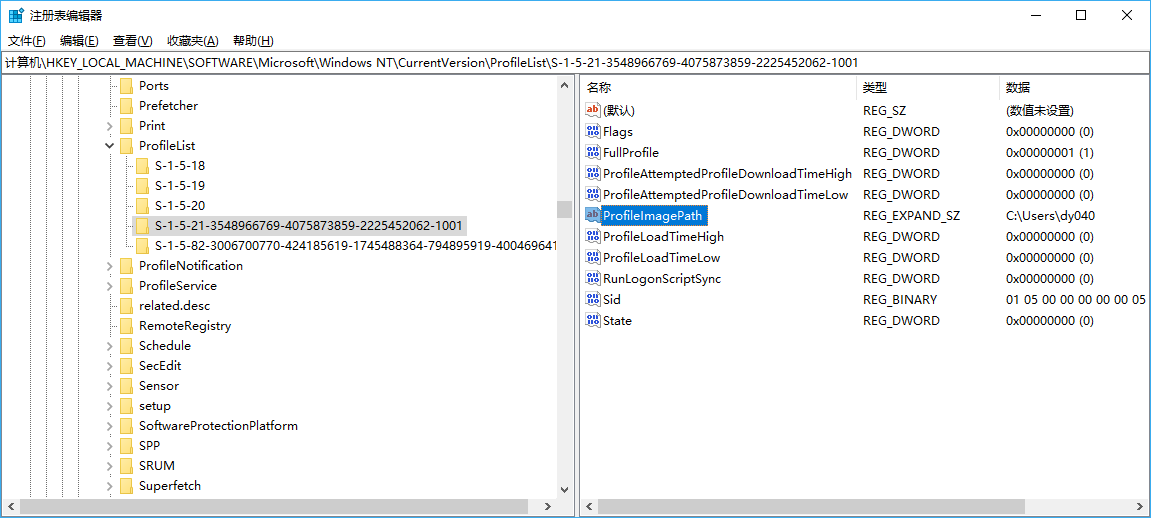 注册表编辑器
文件(F) 编辑(E) 查看(V) 收藏夹(A) 帮助(H)
计算机\HKEY_LOCAL_MACHINE\SOFTWARE\Microsoft\Windows NT\CurrentVersion\ProfileList\S-1-5-21-3548966769-4075873859-2225452062-1001
Ports
Prefetcher
Print
ProfileList
S-1-5-18
S-1-5-19
S-1-5-20
S-1-5-21-3548966769-4075873859-2225452062-1001
S-1-5-82-3006700770-424185619-1745488364-794895919-400469641
ProfileNotification
ProfileService
related.desc
RemoteRegistry
Schedule
SecEdit
Sensor
setup
SoftwareProtectionPlatform
SPP
SRUM
Superfetch
名称 类型 数据
ab (默认) REG_SZ (数值未设置)
Flags REG_DWORD 0x00000000 (0)
FullProfile REG_DWORD 0x00000001 (1)
ProfileAttemptedProfileDownloadTimeHigh REG_DWORD 0x00000000 (0)
ProfileAttemptedProfileDownloadTimeLow REG_DWORD 0x00000000 (0)
ab ProfileImagePath REG_EXPAND_SZ C:\Users\dy040
ProfileLoadTimeHigh REG_DWORD 0x00000000 (0)
ProfileLoadTimeLow REG_DWORD 0x00000000 (0)
RunLogonScriptSync REG_DWORD 0x00000000 (0)
Sid REG_BINARY 01 05 00 00 00 00 00 05
State REG_DWORD 0x00000000 (0)